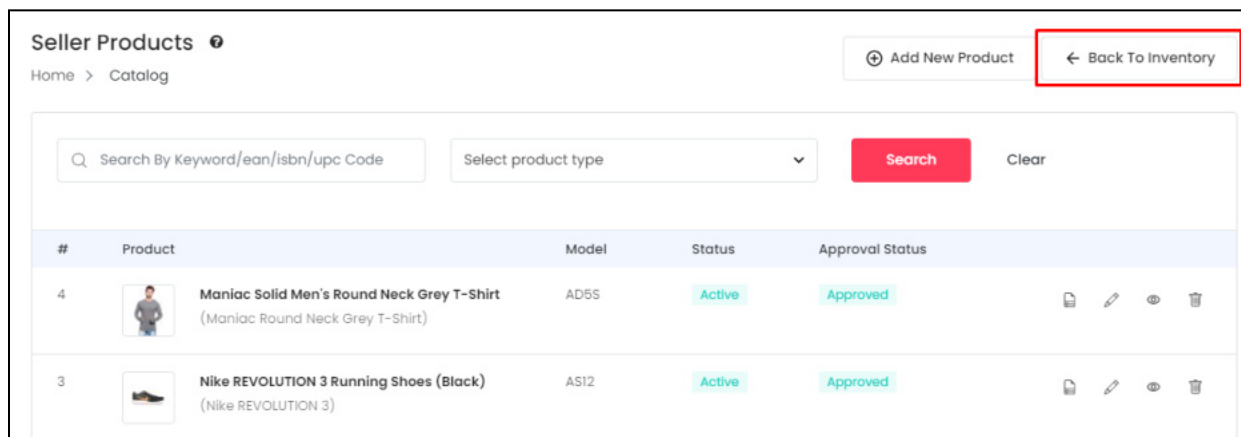 Seller Products
Home > Catalog
Add New Product
← Back To Inventory
Search By Keyword/ean/isbn/upc Code
Select product type
Search
Clear
# Product Model Status Approval Status
4 Maniac Solid Men's Round Neck Grey T-Shirt AD5S Active Approved
(Maniac Round Neck Grey T-Shirt)
3 Nike REVOLUTION 3 Running Shoes (Black) AS12 Active Approved
(Nike REVOLUTION 3)